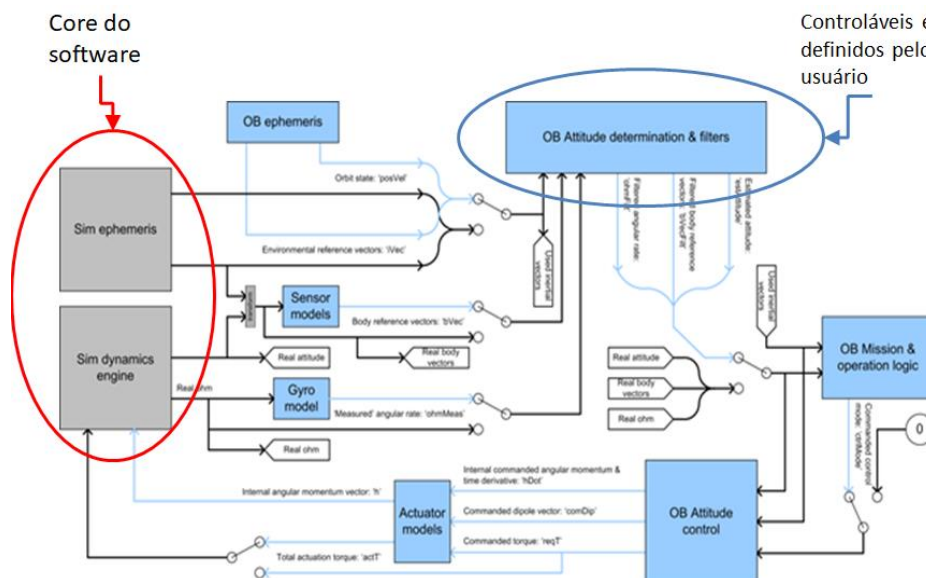 Core do
software
Controláveis e
definidos pelo
usuário
OB ephemeris
OB Attitude determination & filters
Orbit state: 'posVel'
Sim ephemeris
Environmental reference vectors: 'iVec'
Used inertial
vectors
Filtered angular rate:
'ohmFilt'
Filtered body reference
vectors: 'bVecFilt'
Estimated attitude:
'estAttitude'
Used inertial
vectors
Sensor
models
Body reference vectors: 'bVec'
Sim dynamics
engine
Real attitude
Real body
vectors
Real ohm
Gyro
model
'Measured' angular rate: 'ohmMeas'
Real ohm
Real attitude
Real body
vectors
Real ohm
OB Mission &
operation logic
Commanded control
mode: 'ctrlMode'
0
Internal commanded angular momentum &
time derivative: 'hDot'
Internal angular momentum vector: 'h'
Actuator
models
Commanded dipole vector: 'comDip'
OB Attitude
control
Commanded torque: 'reqT'
Total actuation torque: 'actT'